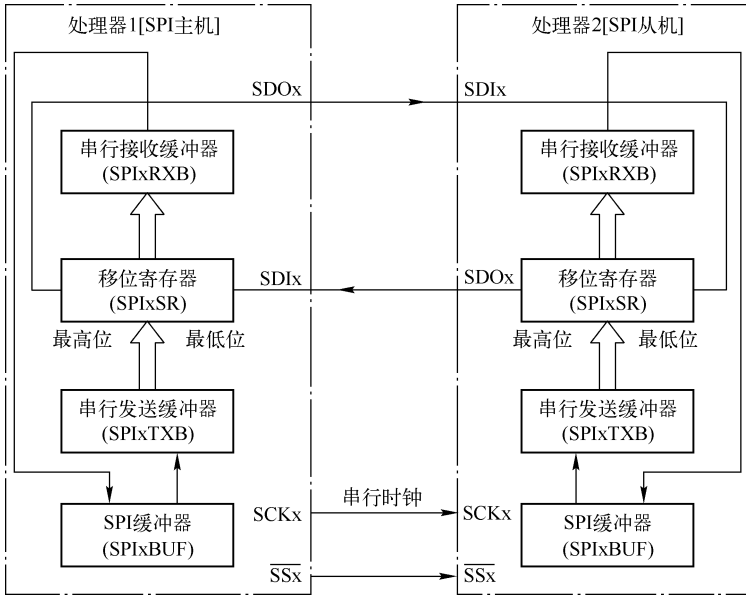 处理器1[SPI主机]
SDOx
串行接收缓冲器
(SPIxRXB)
移位寄存器
(SPIxSR)
SDIx
最高位
最低位
串行发送缓冲器
(SPIxTXB)
SPI缓冲器
(SPIxBUF)
SCKx
SSx
串行时钟
处理器2[SPI从机]
SDIx
串行接收缓冲器
(SPIxRXB)
SDOx
移位寄存器
(SPIxSR)
最高位
最低位
串行发送缓冲器
(SPIxTXB)
SCKx
SPI缓冲器
(SPIxBUF)
SSx